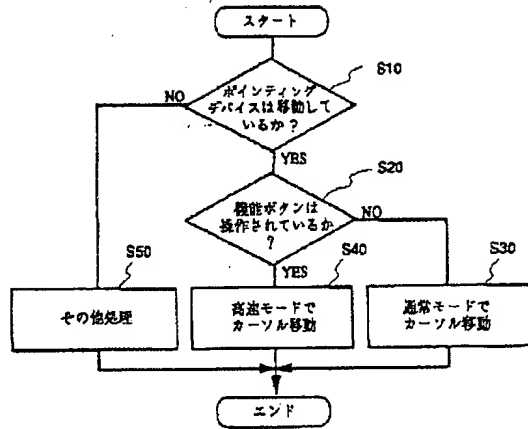 スタート
S10
ポインティング
デバイスは移動して
いるか?
NO
YES
S20
機能ボタンは
操作されているか
?
NO
YES
S50
S40
S30
その他処理
高速モードで
カーソル移動
通常モードで
カーソル移動
エンド